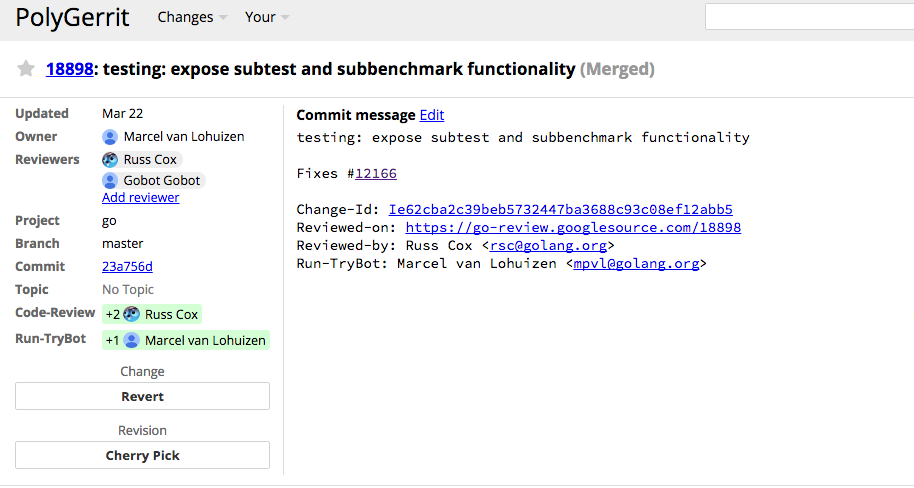 PolyGerrit Changes Your
18898: testing: expose subtest and subbenchmark functionality (Merged)
Updated Mar 22
Owner Marcel van Lohuizen
Reviewers Russ Cox
Gobot Gobot
Add reviewer
Project go
Branch master
Commit 23a756d
Topic No Topic
Code-Review +2 Russ Cox
Run-TryBot +1 Marcel van Lohuizen
Change
Revert
Revision
Cherry Pick
Commit message Edit
testing: expose subtest and subbenchmark functionality
Fixes #12166
Change-Id: Ie62cba2c39beb5732447ba3688c93c08ef12abb5
Reviewed-on: https://go-review.googlesource.com/18898
Reviewed-by: Russ Cox <rsc@golang.org>
Run-TryBot: Marcel van Lohuizen <mpvl@golang.org>